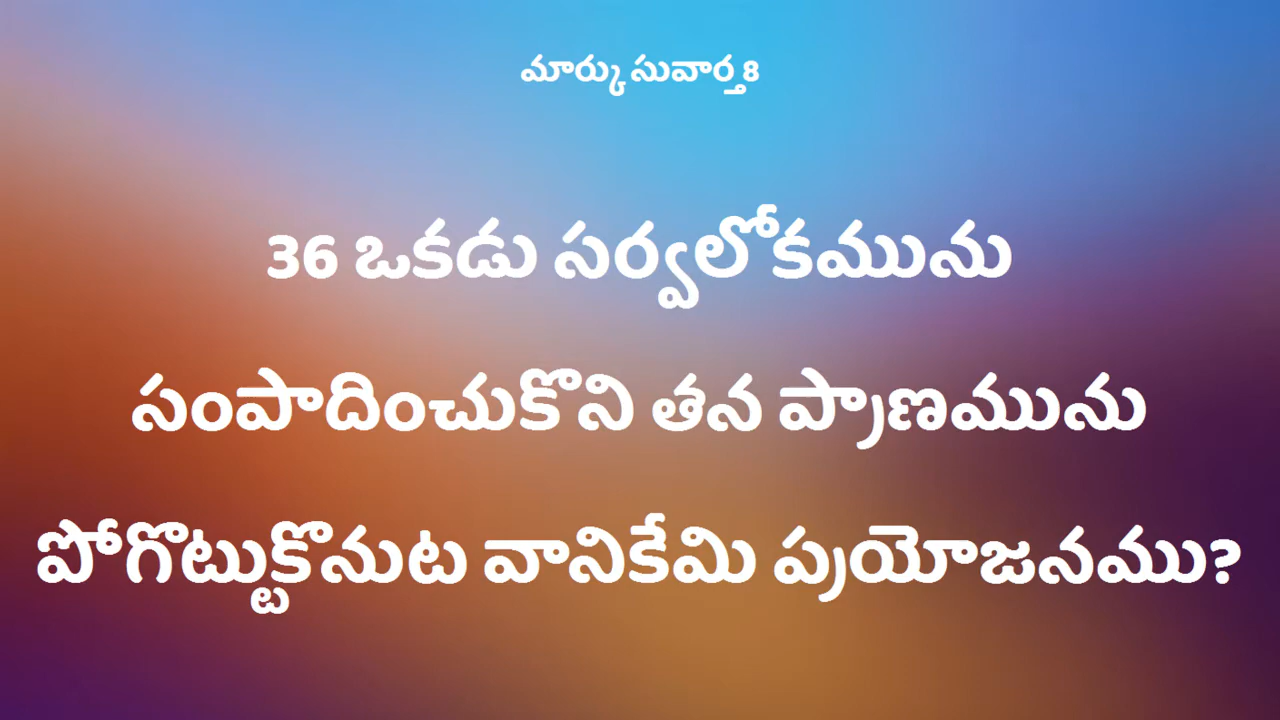 మార్కు సువార్త 8
36 ఒకడు సర్వలోకమును
సంపాదించుకొని తన ప్రాణమును
పోగొట్టుకొనుట వానికేమి ప్రయోజనము?